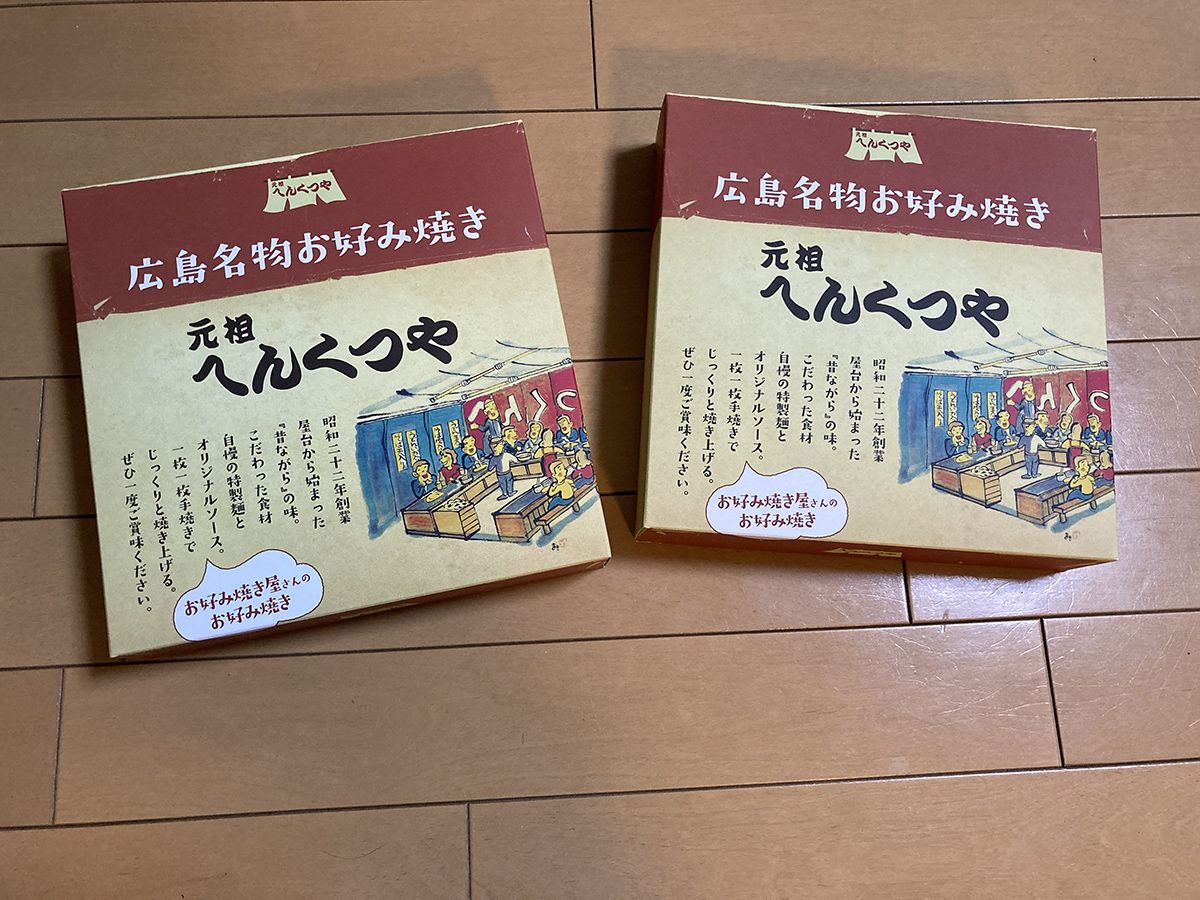 元祖
へんくつや
広島名物お好み焼き
元祖
へんくつや
昭和二十二年創業
屋台から始まった
『昔ながら』の味。
こだわった食材
自慢の特製麺と
オリジナルソース。
一枚一枚手焼きで
じっくりと焼き上げる。
ぜひ一度ご賞味ください。
お好み焼き屋さんの
お好み焼き
元祖
へんくつや
広島名物お好み焼き
元祖
へんくつや
昭和二十二年創業
屋台から始まった
『昔ながら』の味。
こだわった食材
自慢の特製麺と
オリジナルソース。
一枚一枚手焼きで
じっくりと焼き上げる。
ぜひ一度ご賞味ください。
お好み焼き屋さんの
お好み焼き